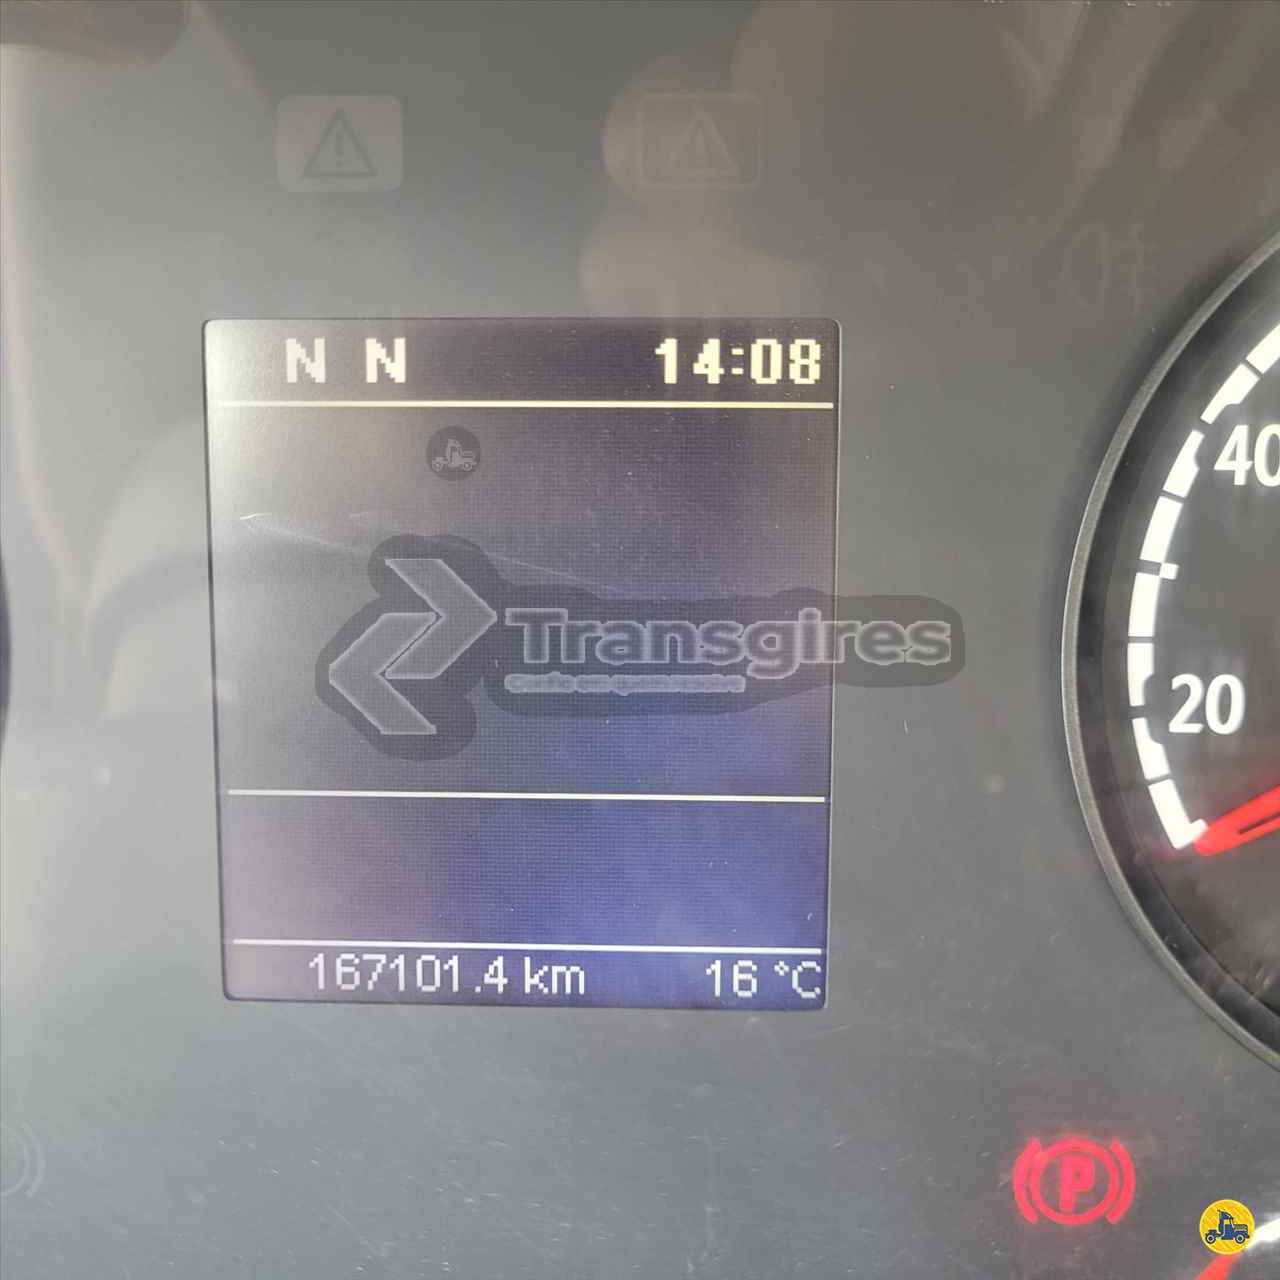 N N 14:08
40
Transgires
20
167101.4 km 16 °C
P